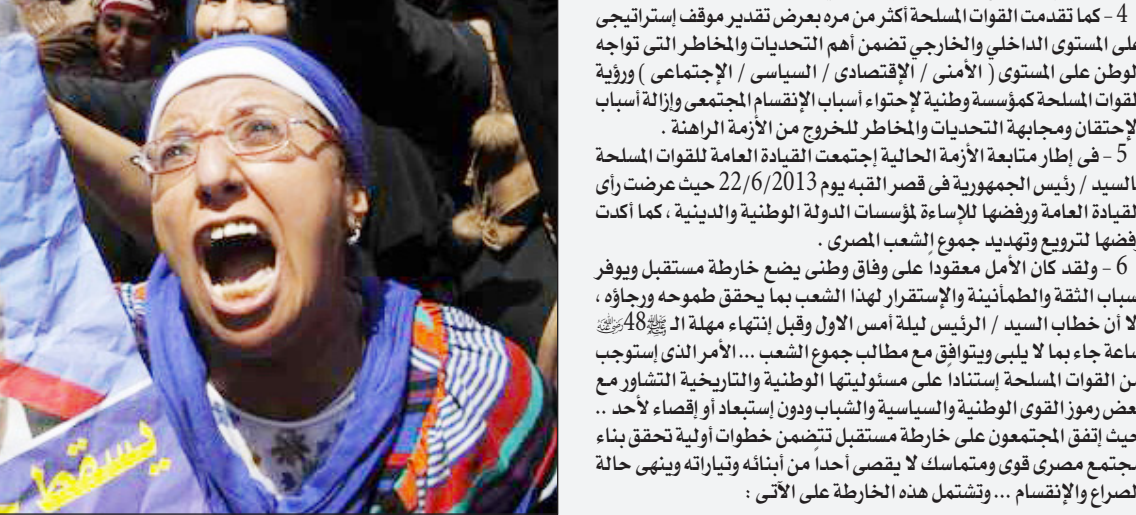 4 - كما تقدمت القوات المسلحة أكثر من مره بعرض تقدير موقف إستراتيجى
على المستوى الداخلي والخارجي تضمن أهم التحديات والمخاطر التى تواجه
الوطن على المستوى ( الأمنى / الإقتصادى / السياسى / الإجتماعى ) ورؤية
القوات المسلحة كمؤسسة وطنية لإحتواء أسباب الإنقسام المجتمعى وإزالة أسباب
الإحتقان ومجابهة التحديات والمخاطر للخروج من الأزمة الراهنة .
5 - فى إطار متابعة الأزمة الحالية إجتمعت القيادة العامة للقوات المسلحة
بالسيد / رئيس الجمهورية فى قصر القبه يوم 22/6/2013 حيث عرضت رأى
القيادة العامة ورفضها للإساءة لمؤسسات الدولة الوطنية والدينية ، كما أكدت
رفضها لترويع وتهديد جموع الشعب المصرى .
6 - ولقد كان الأمل معقوداً على وفاق وطنى يضع خارطة مستقبل ويوفر
أسباب الثقة والطمأنينة والإستقرار لهذا الشعب بما يحقق طموحه ورجاؤه ،
إلا أن خطاب السيد / الرئيس ليلة أمس الاول وقبل إنتهاء مهلة الـ ﷺ48
ساعة جاء بما لا يلبى ويتوافق مع مطالب جموع الشعب ... الأمر الذى إستوجب
من القوات المسلحة إستناداً على مسئوليتها الوطنية والتاريخية التشاور مع
بعض رموز القوى الوطنية والسياسية والشباب ودون إستبعاد أو إقصاء لأحد ..
حيث إتفق المجتمعون على خارطة مستقبل تتضمن خطوات أولية تحقق بناء
مجتمع مصرى قوى ومتماسك لا يقصى أحداً من أبنائه وتياراته وينهى حالة
الصراع والإنقسام ... وتشتمل هذه الخارطة على الآتى :
يسقط